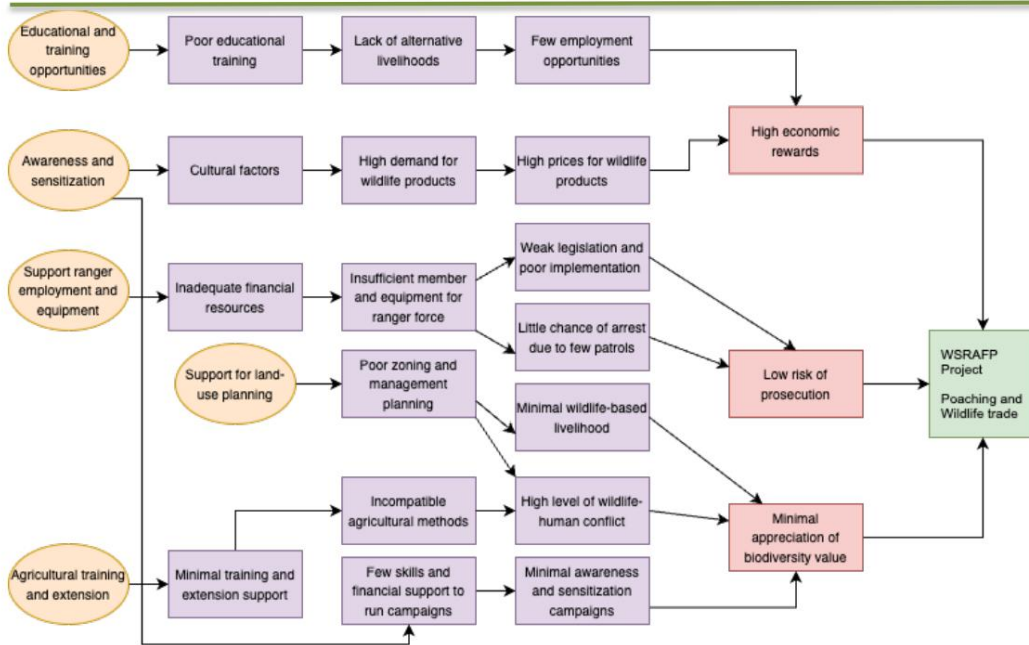 Educational and
training
opportunities
Poor educational
training
Lack of alternative
livelihoods
Few employment
opportunities
High economic
rewards
Awareness and
sensitization
Cultural factors
High demand for
wildlife products
High prices for wildlife
products
Weak legislation and
poor implementation
Support ranger
employment and
equipment
Inadequate financial
resources
Insufficient member
and equipment for
ranger force
Little chance of arrest
due to few patrols
Low risk of
prosecution
WSRAFP
Project
Poaching and
Wildlife trade
Support for land-
use planning
Poor zoning and
management
planning
Minimal wildlife-based
livelihood
Incompatible
agricultural methods
High level of wildlife-
human conflict
Minimal
appreciation of
biodiversity value
Agricultural training
and extension
Minimal training and
extension support
Few skills and
financial support to
run campaigns
Minimal awareness
and sensitization
campaigns